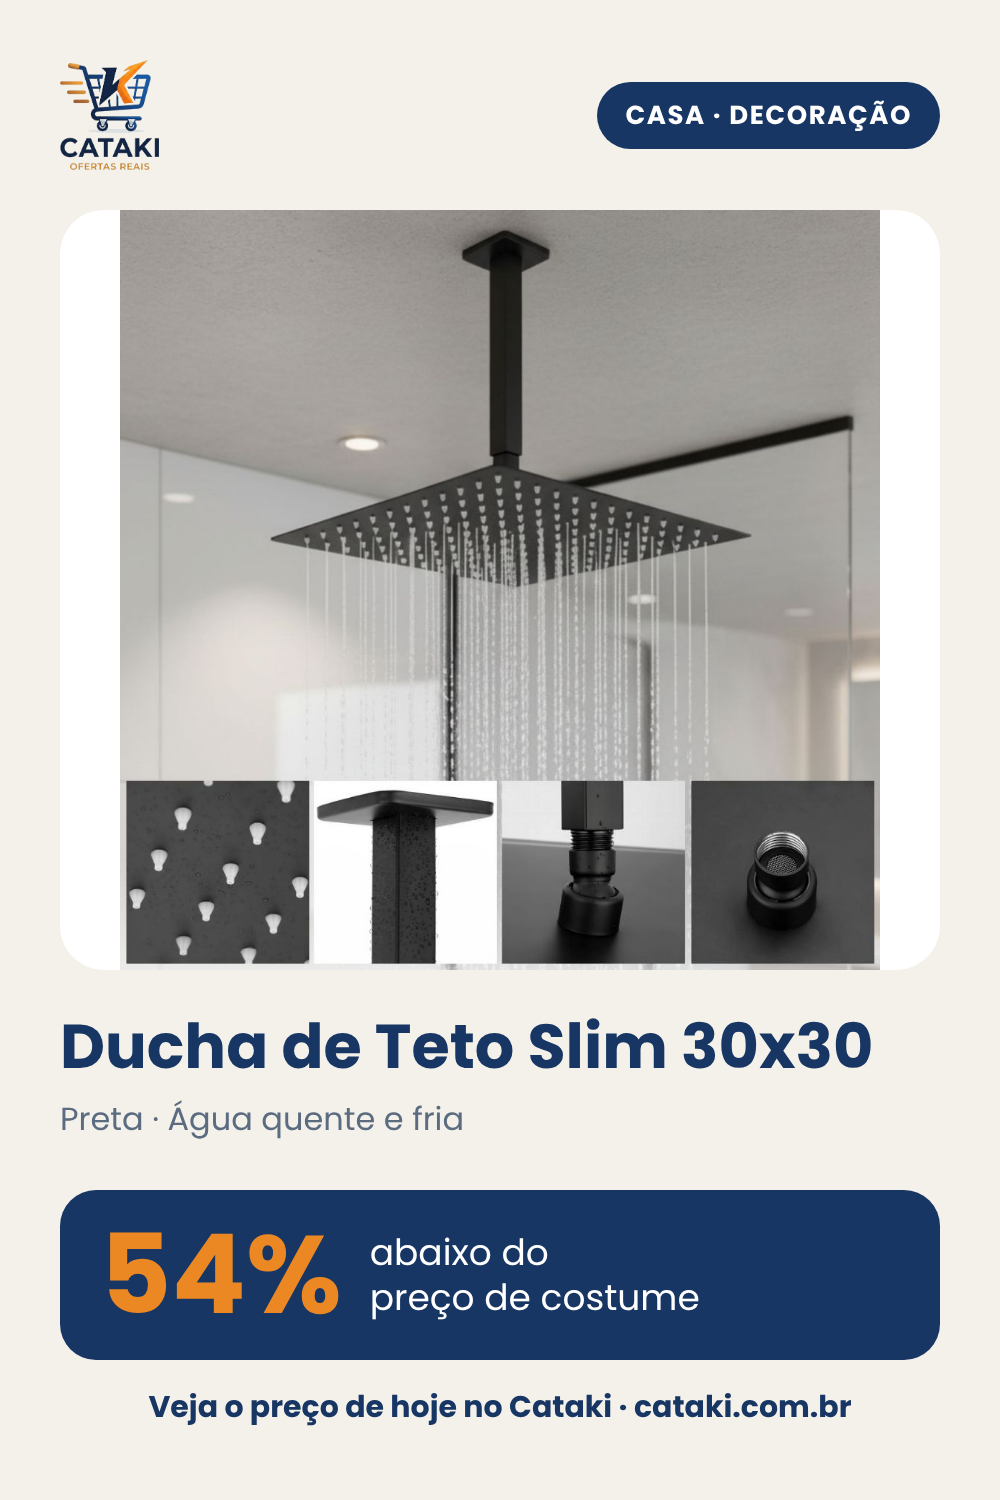 CATAKI
OFERTAS REAIS
CASA · DECORAÇÃO
Ducha de Teto Slim 30x30
Preta · Água quente e fria
54%
abaixo do
preço de costume
Veja o preço de hoje no Cataki · cataki.com.br